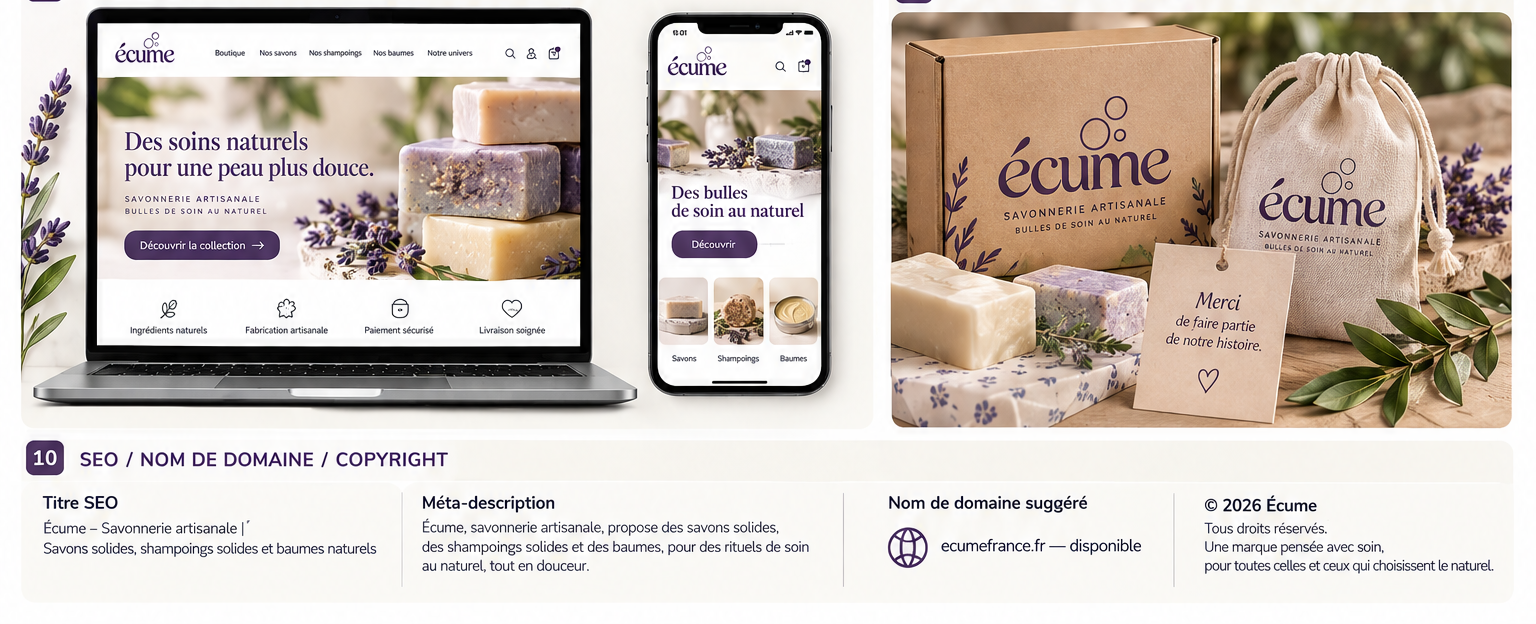 écume
Boutique
Nos savons
Nos shampoings
Nos baumes
Notre univers
Des soins naturels
pour une peau plus douce.
SAVONNERIE ARTISANALE
BULLES DE SOIN AU NATUREL
Découvrir la collection →
Ingrédients naturels
Fabrication artisanale
Paiement sécurisé
Livraison soignée
écume
Des bulles
de soin au naturel
Découvrir
Savons
Shampoings
Baumes
écume
SAVONNERIE ARTISANALE
BULLES DE SOIN AU NATUREL
écume
SAVONNERIE ARTISANALE
BULLES DE SOIN AU NATUREL
Merci
de faire partie
de notre histoire.
10 SEO / NOM DE DOMAINE / COPYRIGHT
Titre SEO
Écume – Savonnerie artisanale |
Savons solides, shampoings solides et baumes naturels
Méta-description
Écume, savonnerie artisanale, propose des savons solides,
des shampoings solides et des baumes, pour des rituels de soin
au naturel, tout en douceur.
Nom de domaine suggéré
ecumefrance.fr — disponible
© 2026 Écume
Tous droits réservés.
Une marque pensée avec soin,
pour toutes celles et ceux qui choisissent le naturel.